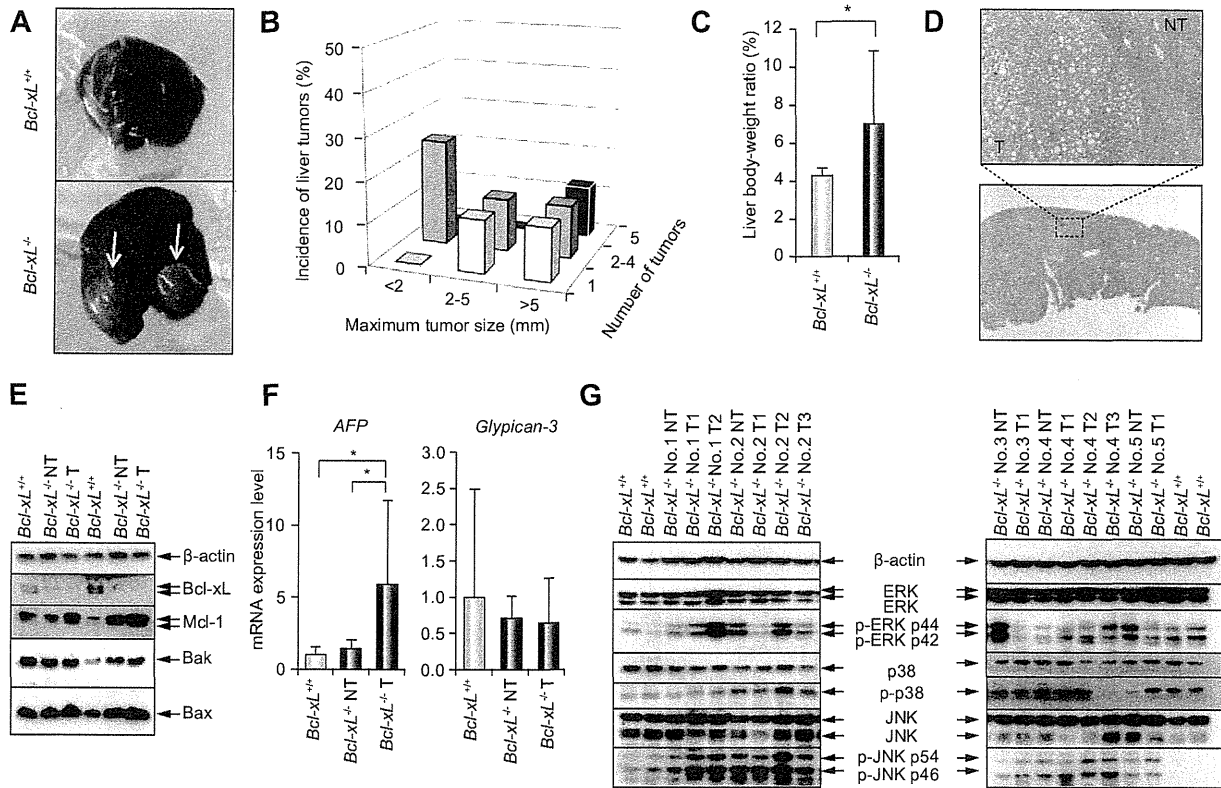 A
Bcl-xL+/+
Bcl-xL-/-
B
Incidence of liver tumors (%)
50
40
30
20
10
0
<2
2-5
>5
Maximum tumor size (mm)
1
2-4
5
Number of tumors
C
*
Liver body-weight ratio (%)
12
10
8
6
4
2
0
Bcl-xL+/+
Bcl-xL-/-
D
NT
T
E
Bcl-xL+/+
Bcl-xL-/- NT
Bcl-xL-/- T
Bcl-xL+/+
Bcl-xL-/- NT
Bcl-xL-/- T
β-actin
Bcl-xL
Mcl-1
Bak
Bax
F
AFP
mRNA expression level
15
10
5
0
*
*
Bcl-xL+/+
Bcl-xL-/- NT
Bcl-xL-/- T
Glypican-3
3.0
2.5
2.0
1.5
1.0
0.5
0.0
Bcl-xL+/+
Bcl-xL-/- NT
Bcl-xL-/- T
G
Bcl-xL+/+
Bcl-xL+/+
Bcl-xL-/- No.1 NT
Bcl-xL-/- No.1 T1
Bcl-xL-/- No.1 T2
Bcl-xL-/- No.2 NT
Bcl-xL-/- No.2 T1
Bcl-xL-/- No.2 T2
Bcl-xL-/- No.2 T3
Bcl-xL-/- No.3 NT
Bcl-xL-/- No.3 T1
Bcl-xL-/- No.4 NT
Bcl-xL-/- No.4 T1
Bcl-xL-/- No.4 T2
Bcl-xL-/- No.4 T3
Bcl-xL-/- No.5 NT
Bcl-xL-/- No.5 T1
Bcl-xL+/+
Bcl-xL+/+
β-actin
ERK
ERK
p-ERK p44
p-ERK p42
p38
p-p38
JNK
JNK
p-JNK p54
p-JNK p46